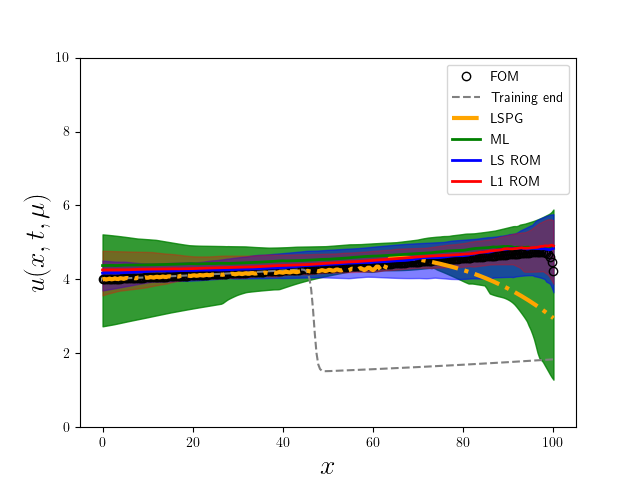 u(x, t, μ)
10
8
6
4
2
0
FOM
Training end
LSPG
ML
LS ROM
L1 ROM
0 20 40 60 80 100
x